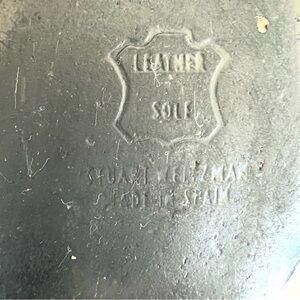 LEATHER
SOLE
STUART WEITZMAN
MADE IN SPAIN